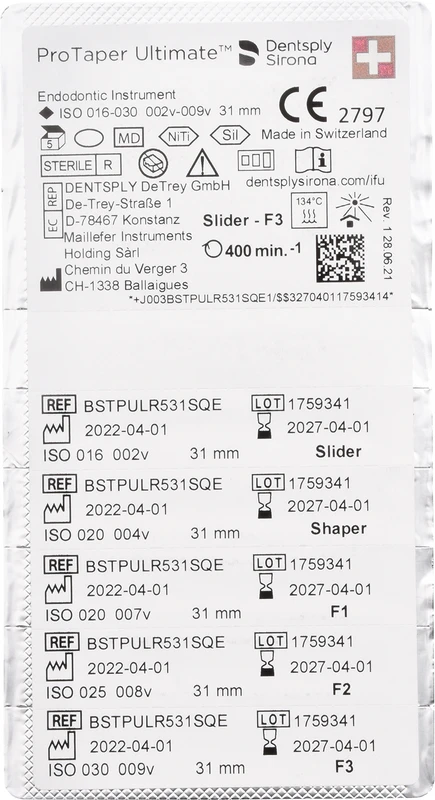 ProTaper Ultimate™ Dentsply Sirona
Endodontic Instrument
ISO 016-030 002v-009v 31 mm CE 2797
5 MD NiTi Sil Made in Switzerland
STERILE R
dentsplysirona.com/ifu
EC REP
DENTSPLY DeTrey GmbH
De-Trey-Straße 1
D-78467 Konstanz
Maillefer Instruments
Holding Sàrl
Chemin du Verger 3
CH-1338 Ballaigues
Slider - F3
400 min.-1
134°C
Rev. 1 28.06.21
*+J003BSTPULR531SQE1/$$327040117593414*
REF BSTPULR531SQE LOT 1759341
2022-04-01 2027-04-01
ISO 016 002v 31 mm Slider
REF BSTPULR531SQE LOT 1759341
2022-04-01 2027-04-01
ISO 020 004v 31 mm Shaper
REF BSTPULR531SQE LOT 1759341
2022-04-01 2027-04-01
ISO 020 007v 31 mm F1
REF BSTPULR531SQE LOT 1759341
2022-04-01 2027-04-01
ISO 025 008v 31 mm F2
REF BSTPULR531SQE LOT 1759341
2022-04-01 2027-04-01
ISO 030 009v 31 mm F3